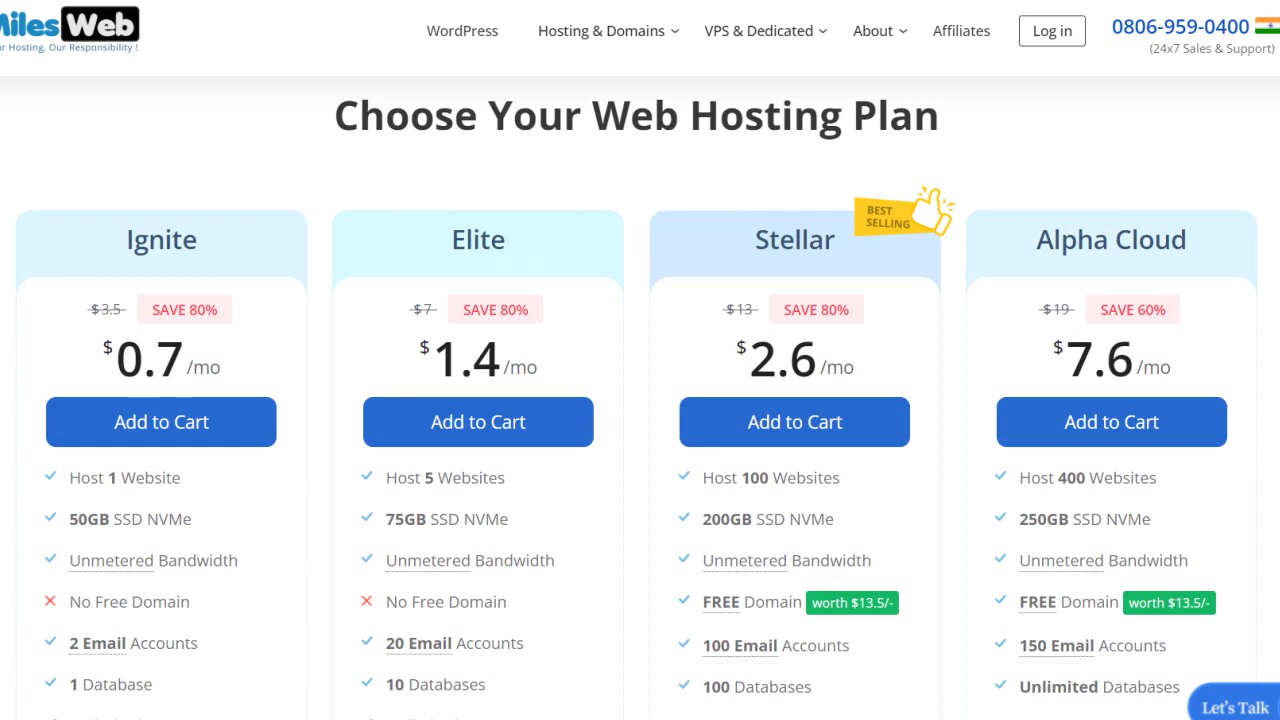 MilesWeb
r Hosting, Our Responsibility !
WordPress
Hosting & Domains
VPS & Dedicated
About
Affiliates
Log in
0806-959-0400
(24x7 Sales & Support)
Choose Your Web Hosting Plan
Ignite
$3.5 SAVE 80%
$0.7/mo
Add to Cart
Host 1 Website
50GB SSD NVMe
Unmetered Bandwidth
No Free Domain
2 Email Accounts
1 Database
Elite
$7 SAVE 80%
$1.4/mo
Add to Cart
Host 5 Websites
75GB SSD NVMe
Unmetered Bandwidth
No Free Domain
20 Email Accounts
10 Databases
BEST
SELLING
Stellar
$13 SAVE 80%
$2.6/mo
Add to Cart
Host 100 Websites
200GB SSD NVMe
Unmetered Bandwidth
FREE Domain worth $13.5/-
100 Email Accounts
100 Databases
Alpha Cloud
$19 SAVE 60%
$7.6/mo
Add to Cart
Host 400 Websites
250GB SSD NVMe
Unmetered Bandwidth
FREE Domain worth $13.5/-
150 Email Accounts
Unlimited Databases
Let's Talk